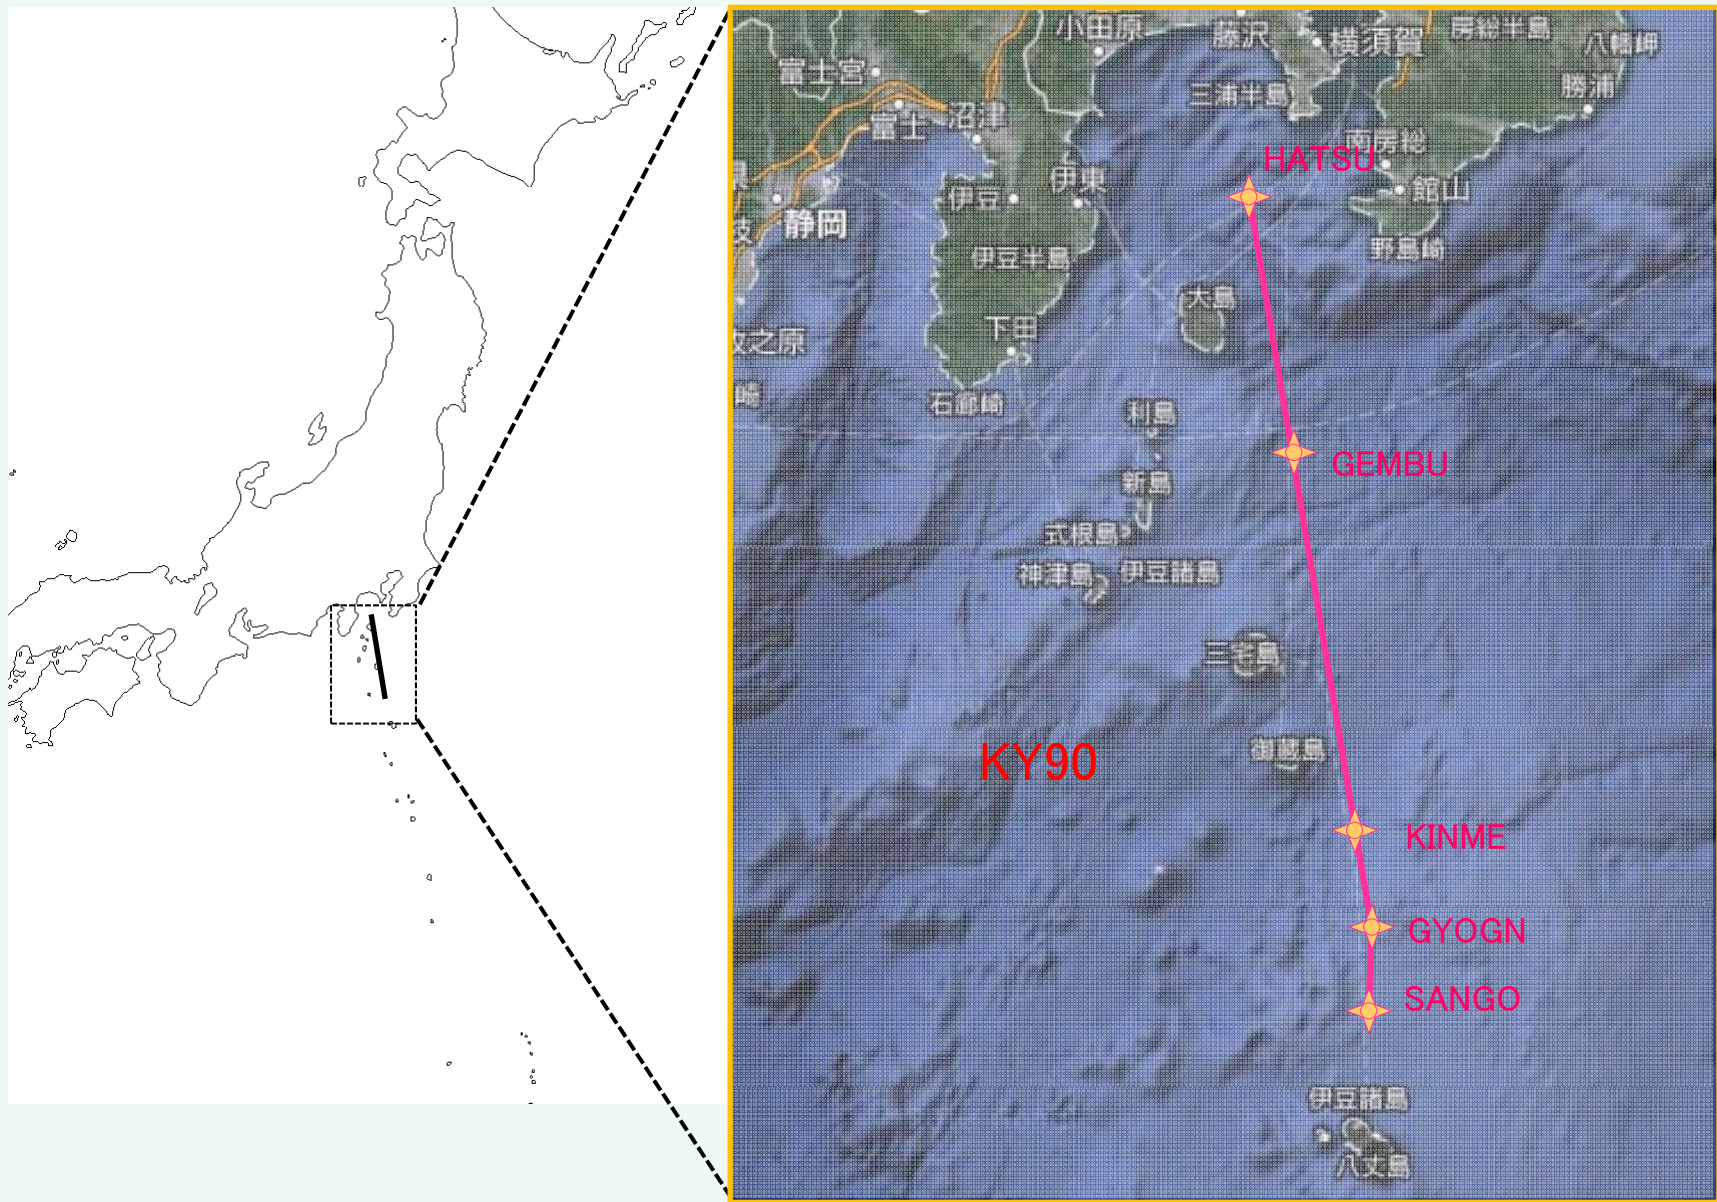 小田原
藤沢
横須賀
房総半島
八幡岬
富士宮
三浦半島
勝浦
富士
沼津
南房総
HATSU
伊豆
伊東
館山
静岡
伊豆半島
野島崎
大島
下田
牧之原
石廊崎
利島
GEMBU
新島
式根島
神津島
伊豆諸島
三宅島
御蔵島
KY90
KINME
GYOGN
SANGO
伊豆諸島
八丈島